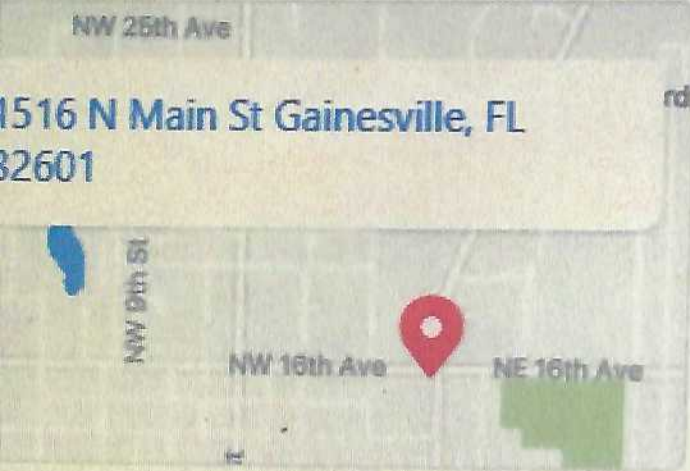 NW 25th Ave
1516 N Main St Gainesville, FL
32601
rd
NW 9th St
NW 16th Ave
NE 16th Ave